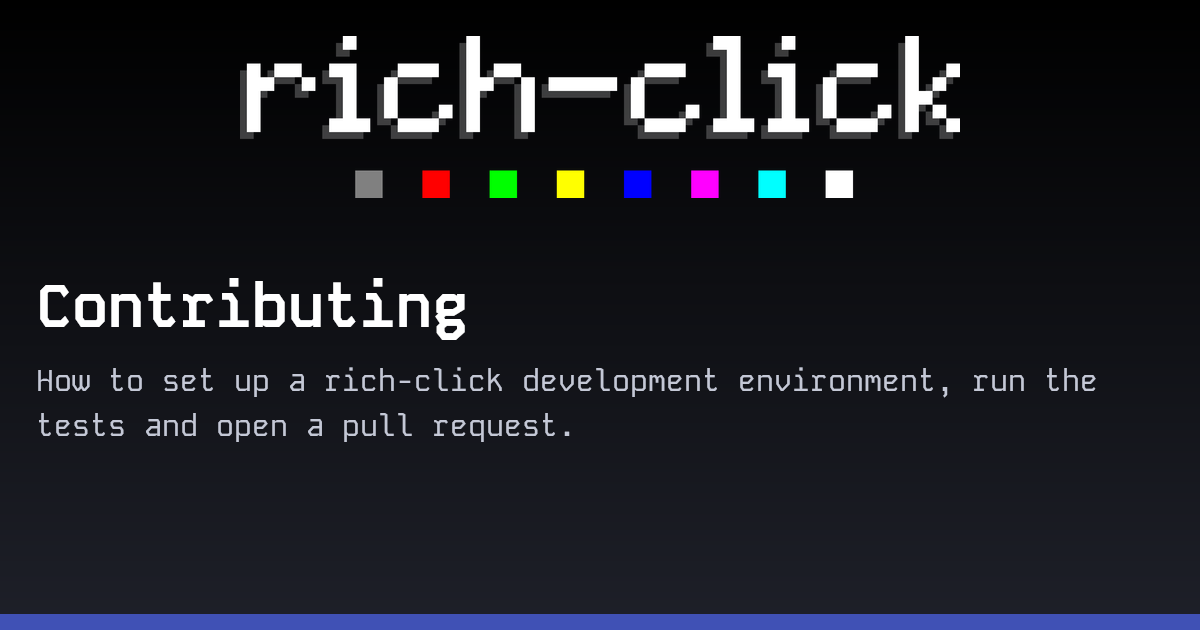 rich-click
Contributing
How to set up a rich-click development environment, run the
tests and open a pull request.